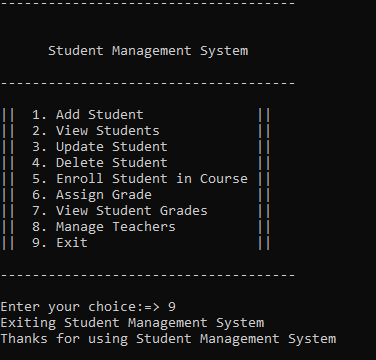 -------------------------------------
Student Management System
-------------------------------------
|| 1. Add Student ||
|| 2. View Students ||
|| 3. Update Student ||
|| 4. Delete Student ||
|| 5. Enroll Student in Course ||
|| 6. Assign Grade ||
|| 7. View Student Grades ||
|| 8. Manage Teachers ||
|| 9. Exit ||
-------------------------------------
Enter your choice:=> 9
Exiting Student Management System
Thanks for using Student Management System